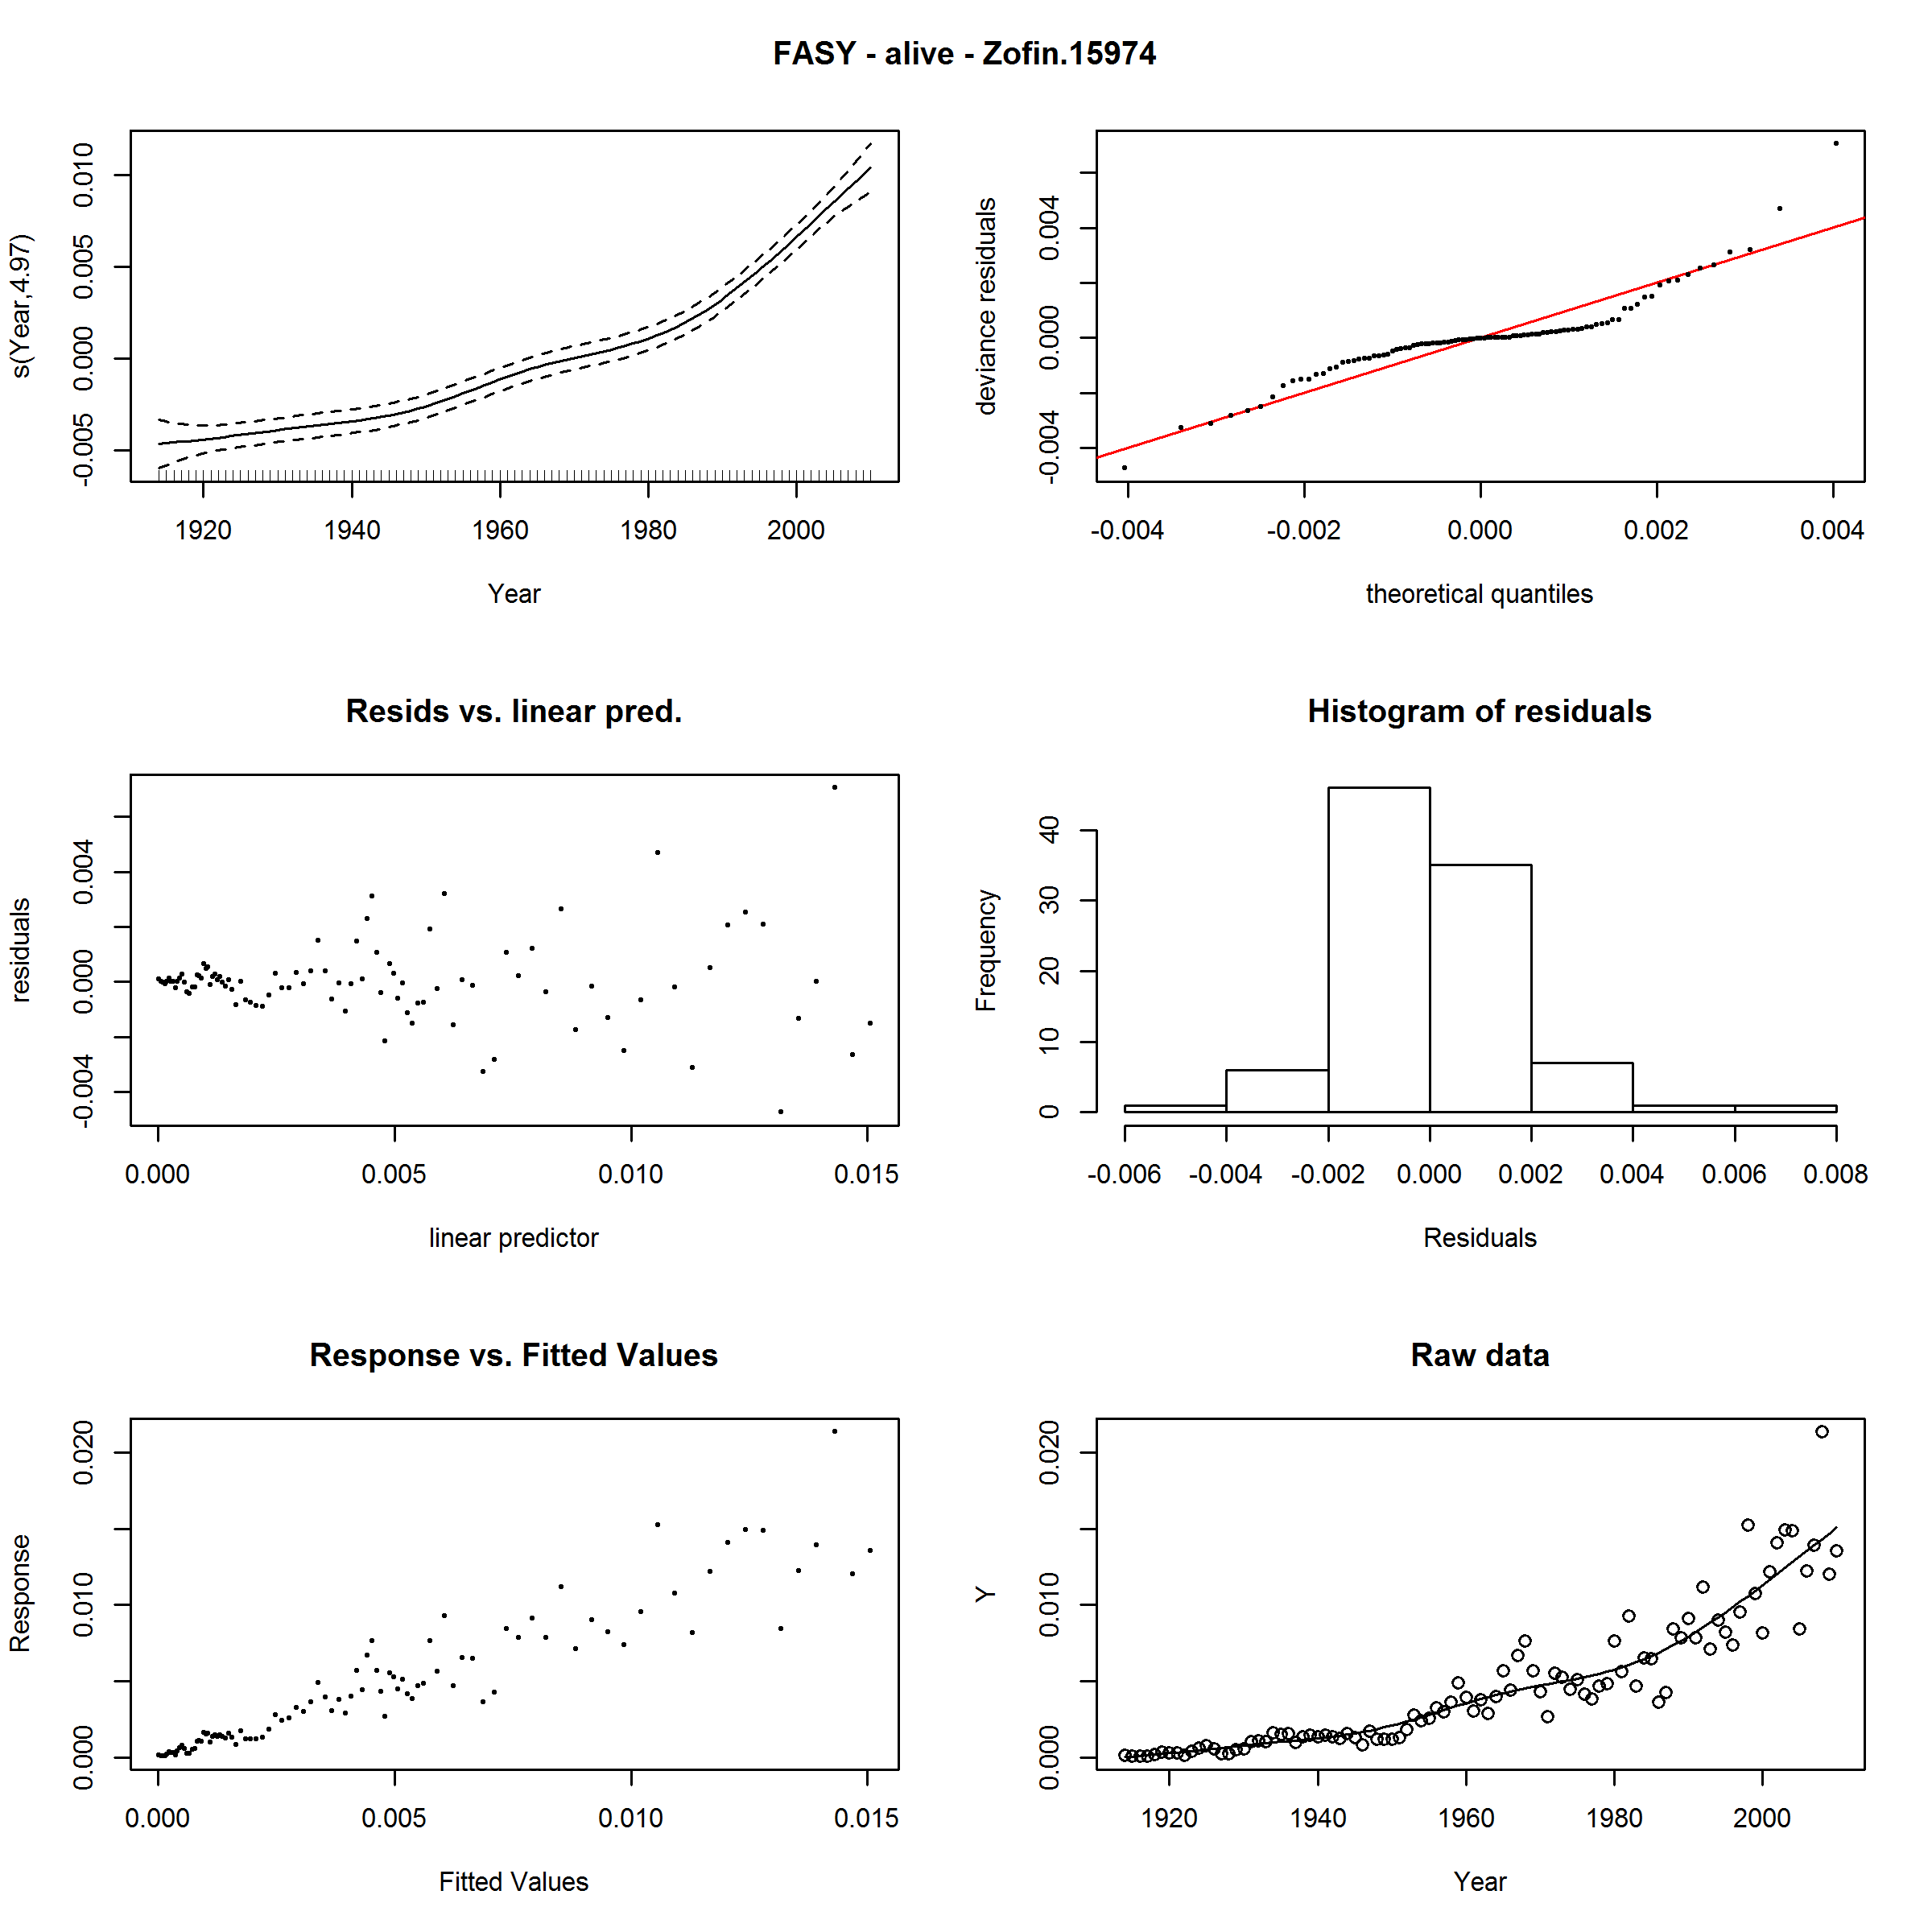 FASY - alive - Zofin.15974
s(Year,4.97)
-0.005 0.000 0.005 0.010
1920 1940 1960 1980 2000
Year
deviance residuals
-0.004 0.000 0.004
-0.004 -0.002 0.000 0.002 0.004
theoretical quantiles
Resids vs. linear pred.
residuals
-0.004 0.000 0.004
0.000 0.005 0.010 0.015
linear predictor
Histogram of residuals
Frequency
0 10 20 30 40
-0.006 -0.004 -0.002 0.000 0.002 0.004 0.006 0.008
Residuals
Response vs. Fitted Values
Response
0.000 0.010 0.020
0.000 0.005 0.010 0.015
Fitted Values
Raw data
Y
0.000 0.010 0.020
1920 1940 1960 1980 2000
Year